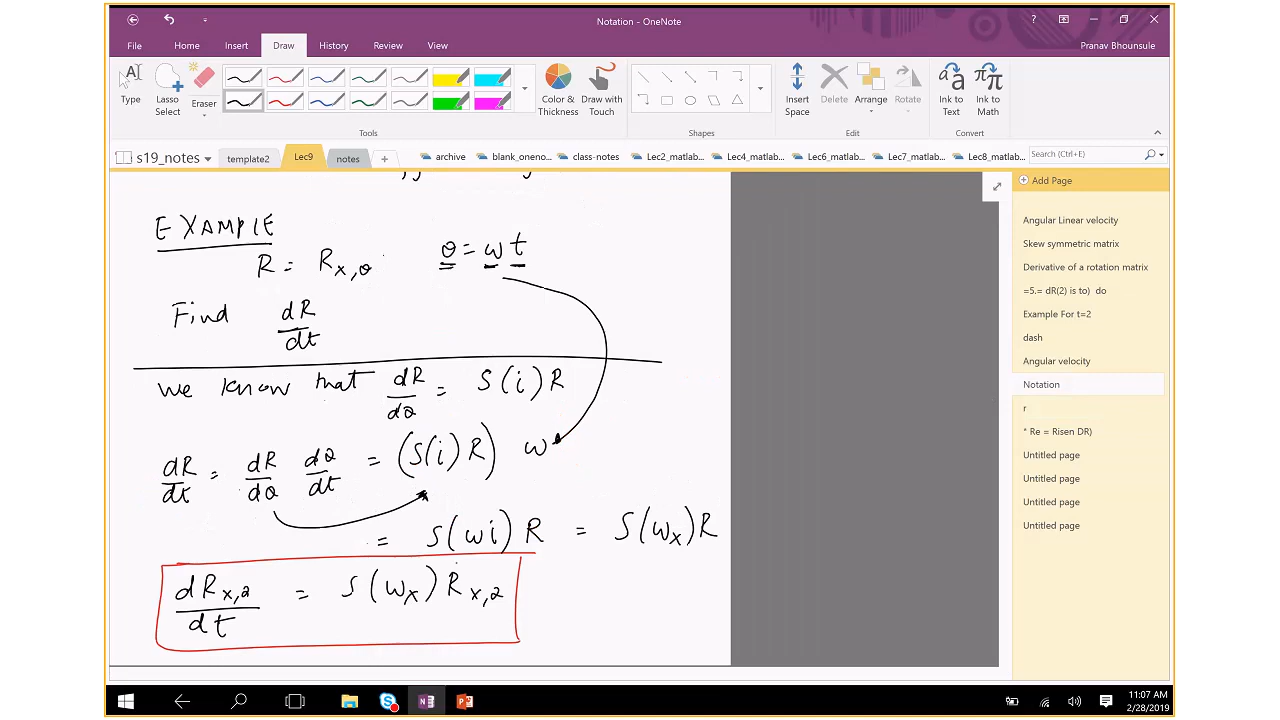 Notation - OneNote
?
File Home Insert Draw History Review View
Pranav Bhounsule
Type
Lasso Select
Eraser
Color & Thickness
Draw with Touch
Insert Space
Delete
Arrange
Rotate
Ink to Text
Ink to Math
Tools
Shapes
Edit
Convert
s19_notes template2 Lec9 notes archive blank_oneno... class-notes Lec2_matlab... Lec4_matlab... Lec6_matlab... Lec7_matlab... Lec8_matlab... Search (Ctrl+E)
Add Page
Angular Linear velocity
Skew symmetric matrix
Derivative of a rotation matrix
=5.= dR(2) is to) do
Example For t=2
dash
Angular velocity
Notation
r
* Re = Risen DR)
Untitled page
Untitled page
Untitled page
Untitled page
EXAMPLE
R = R_x,θ θ = ωt
Find dR/dt
we know that dR/dθ = S(i)R
dR/dt = dR/dθ dθ/dt = (S(i)R) ω
= S(ωi)R = S(ω_x)R
dR_x,θ/dt = S(ω_x)R_x,θ
11:07 AM
2/28/2019